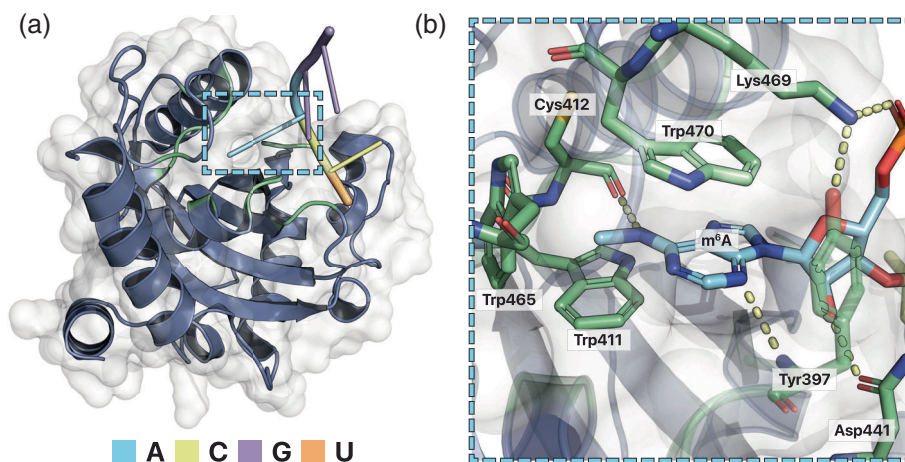 (a)
(b)
Lys469
Cys412
Trp470
m⁶A
Trp465
Trp411
Tyr397
Asp441
A C G U